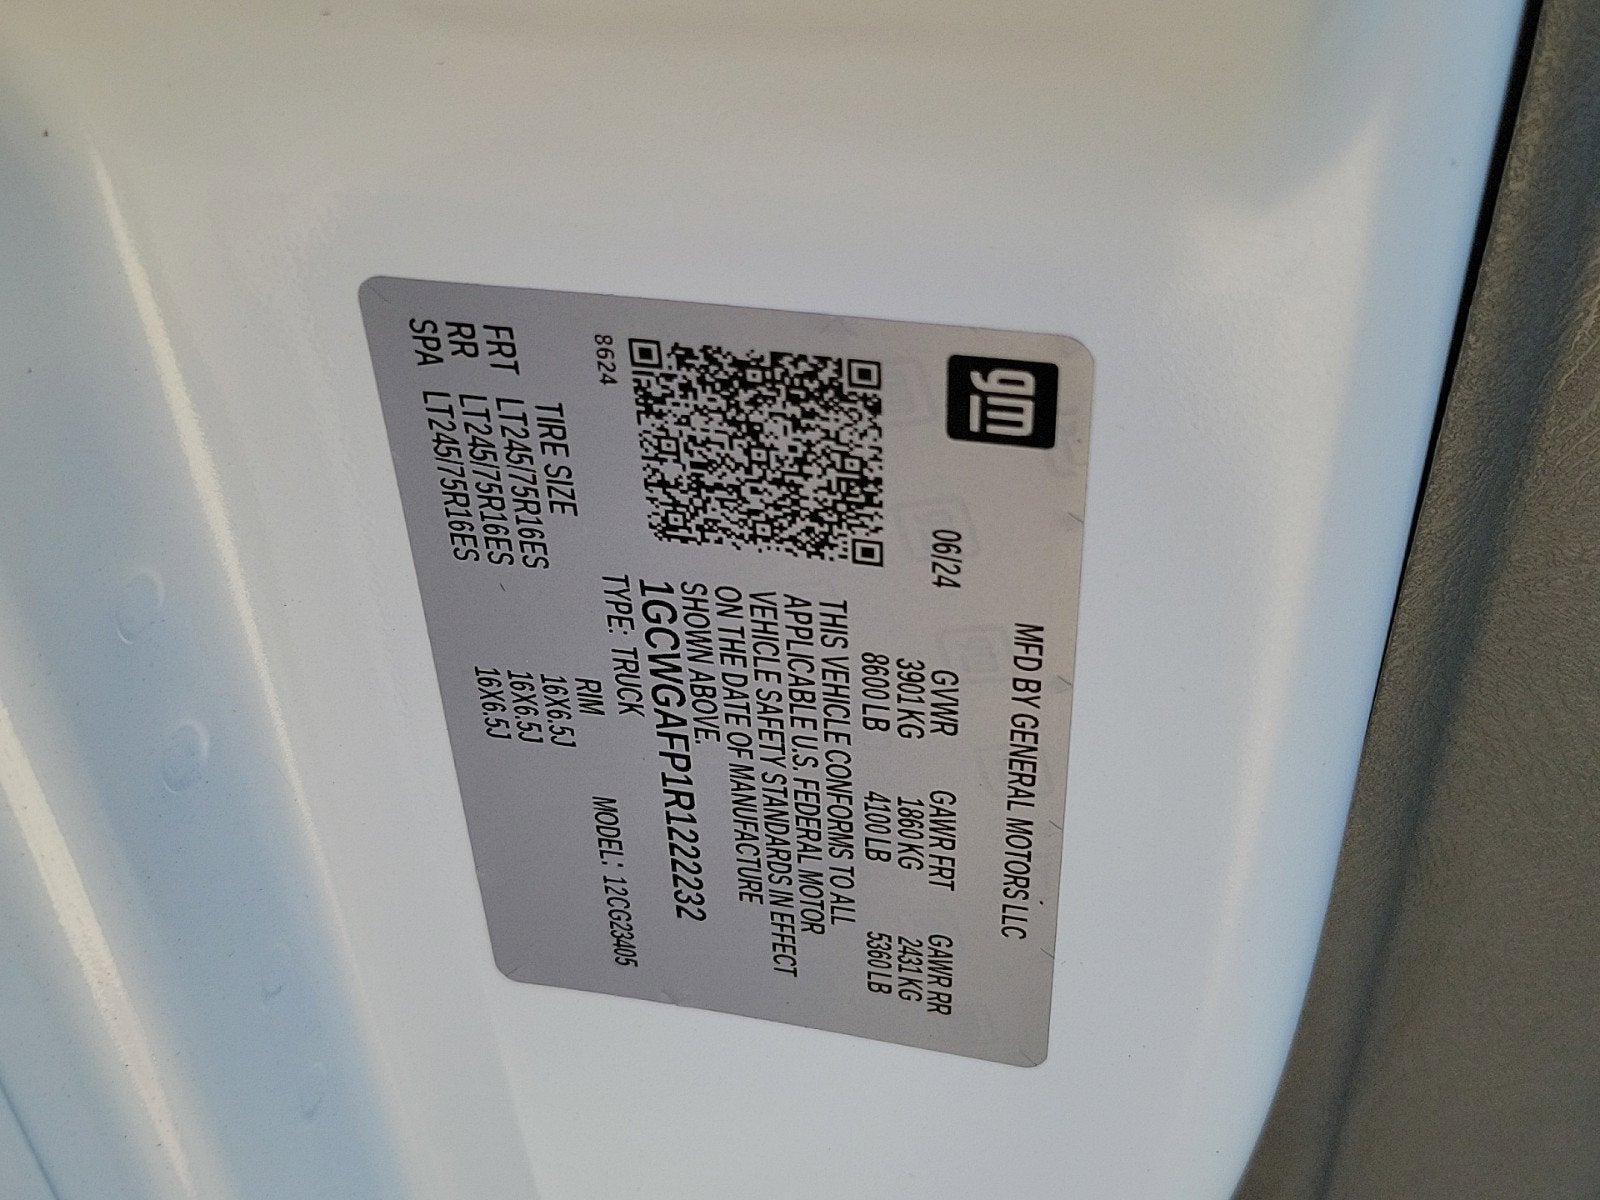 gm
MFD BY GENERAL MOTORS LLC
06/24 GVWR GAWR FRT GAWR RR
3901 KG 1860 KG 2431 KG
8600 LB 4100 LB 5360 LB
THIS VEHICLE CONFORMS TO ALL
APPLICABLE U.S. FEDERAL MOTOR
VEHICLE SAFETY STANDARDS IN EFFECT
ON THE DATE OF MANUFACTURE
SHOWN ABOVE.
1GCWGAFP1R1222232
8624 TYPE: TRUCK MODEL: 12CG23405
TIRE SIZE RIM
FRT LT245/75R16ES 16X6.5J
RR LT245/75R16ES 16X6.5J
SPA LT245/75R16ES 16X6.5J